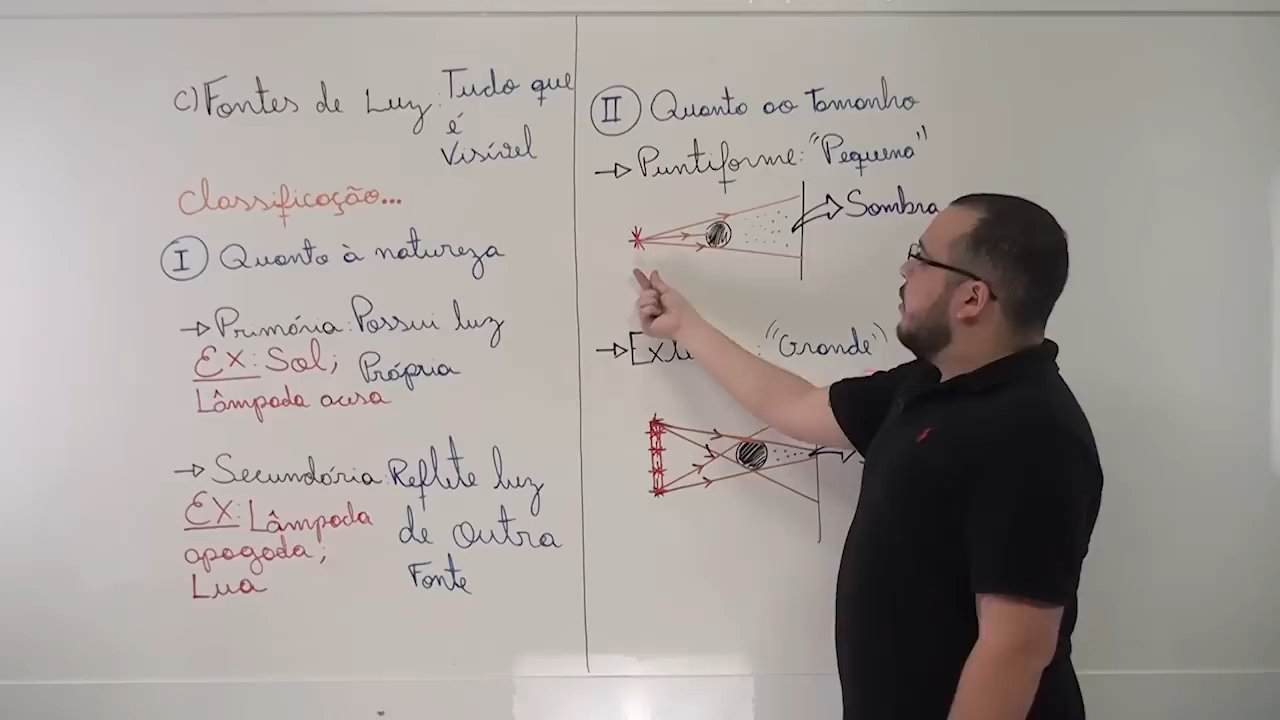 c) Fontes de Luz: Tudo que
é
Visível
Classificação...
I Quanto à natureza
→ Primária: Possui luz
Própria
EX: Sol;
Lâmpada acesa
→ Secundária: Reflete luz
de outra
Fonte
EX: Lâmpada
apagada;
Lua
II Quanto ao Tamanho
→ Puntiforme: "Pequena"
Sombra
→ : "Grande"